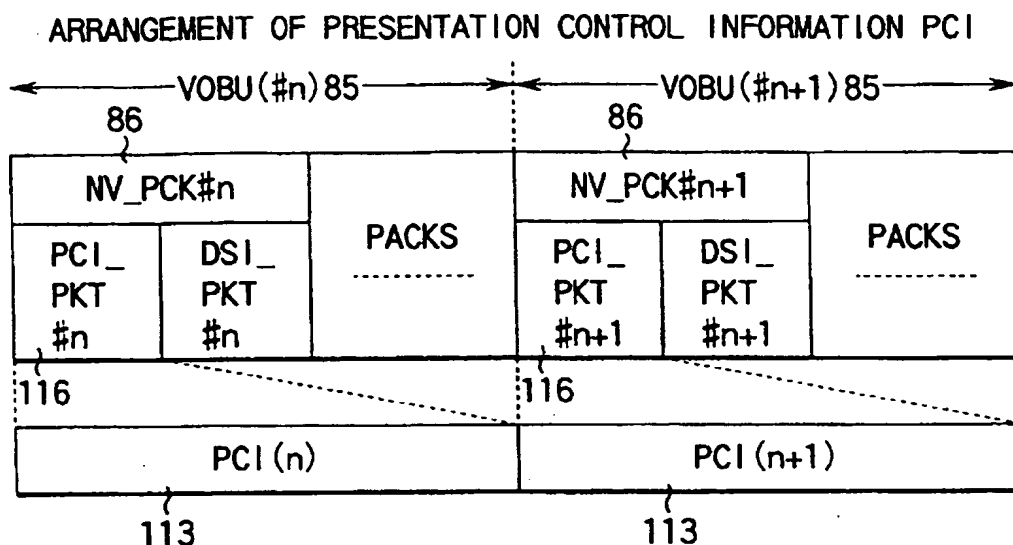 ARRANGEMENT OF PRESENTATION CONTROL INFORMATION PCI
VOBU(#n)85
VOBU(#n+1)85
86
86
NV_PCK#n
NV_PCK#n+1
PCI_
PKT
#n
DSI_
PKT
#n
PACKS
PCI_
PKT
#n+1
DSI_
PKT
#n+1
PACKS
116
116
PCI(n)
PCI(n+1)
113
113